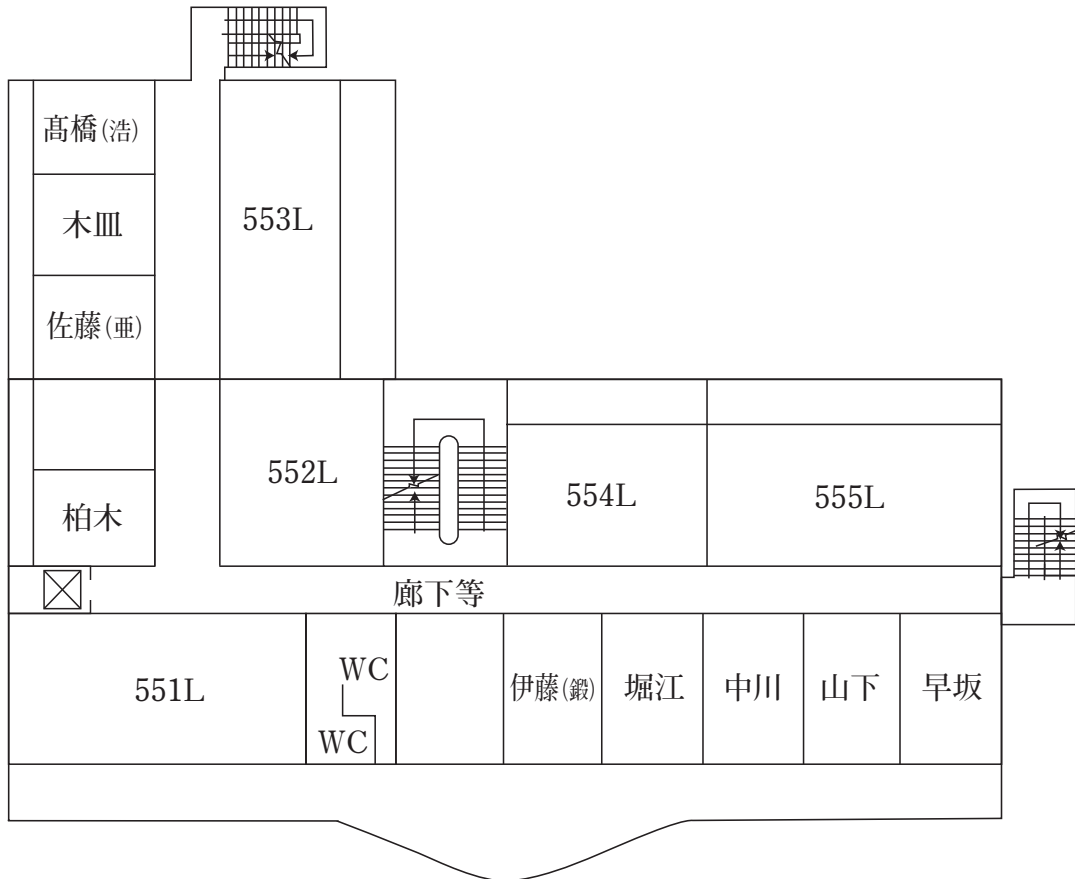 髙橋(浩)
木皿
553L
佐藤(亜)
552L
554L
555L
柏木
廊下等
551L
WC
WC
伊藤(鍛)
堀江
中川
山下
早坂